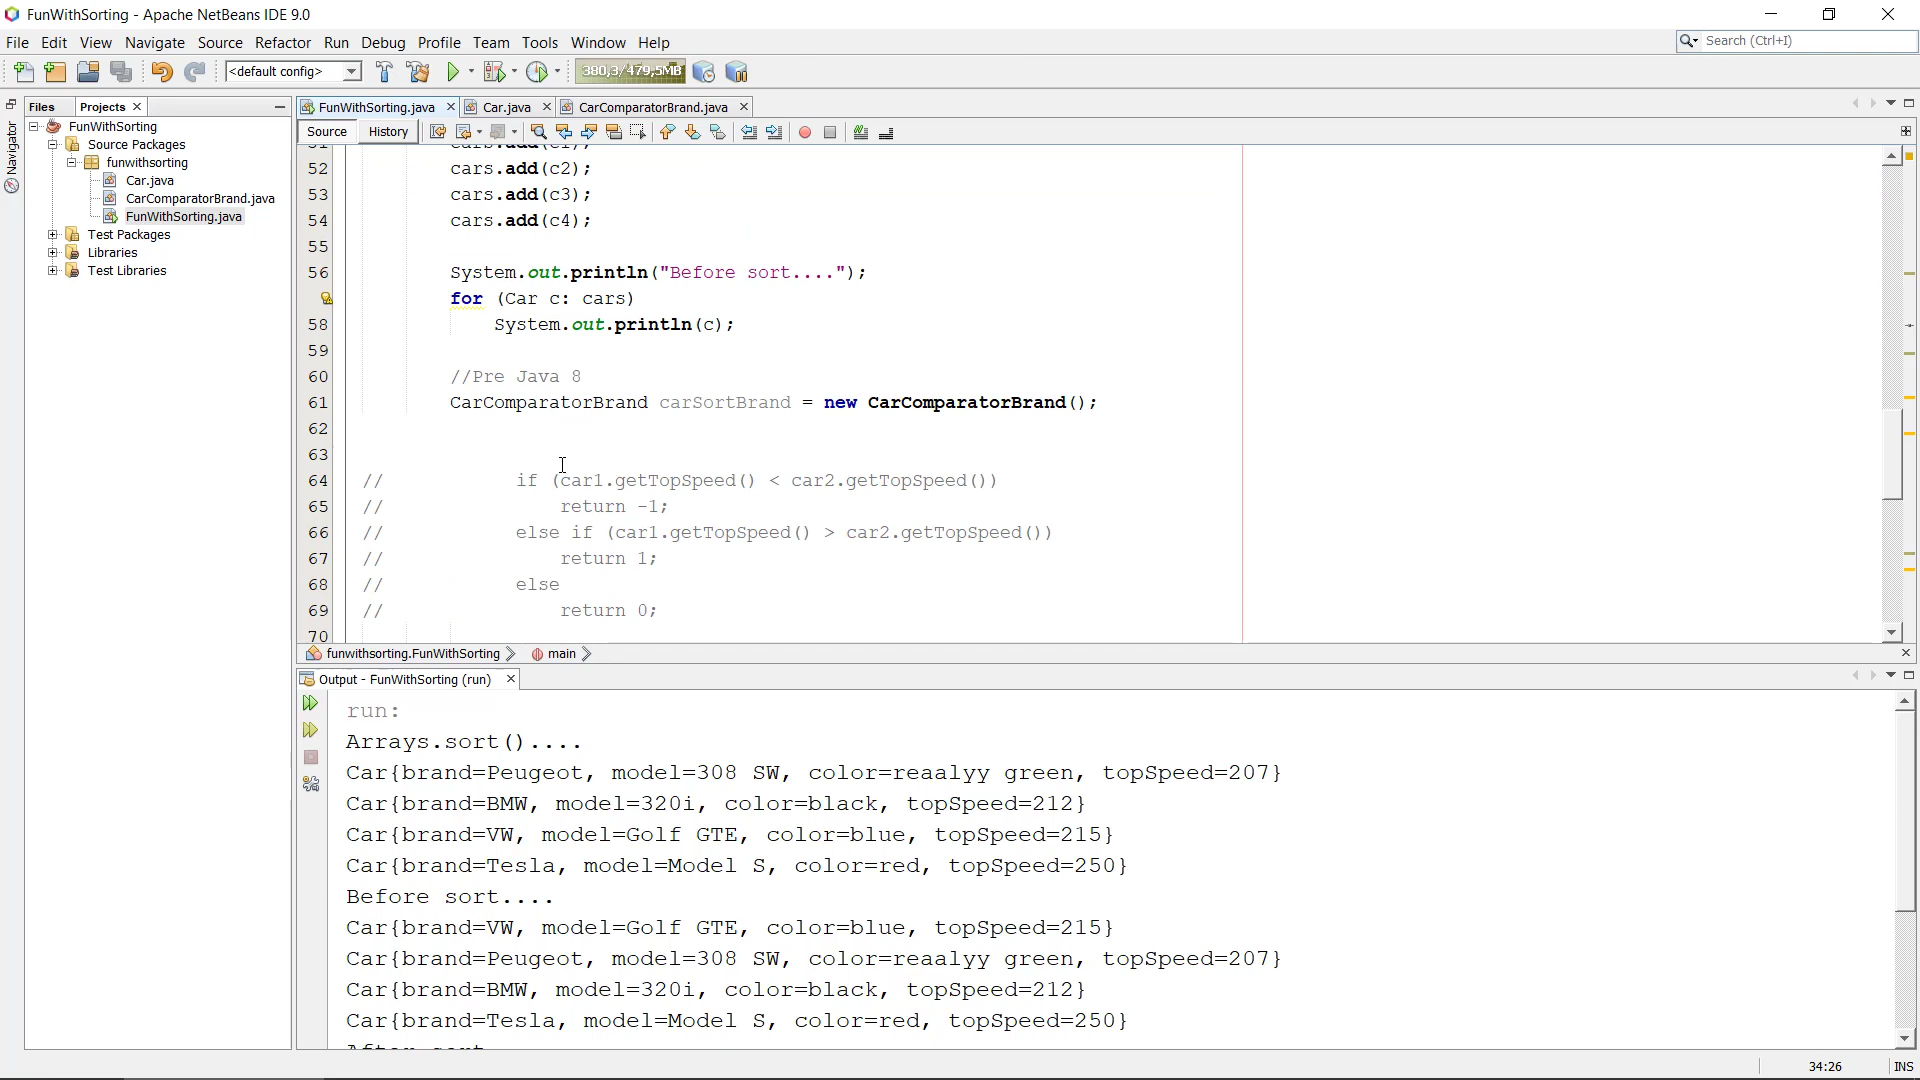 FunWithSorting - Apache NetBeans IDE 9.0
File Edit View Navigate Source Refactor Run Debug Profile Team Tools Window Help
Search (Ctrl+I)
<default config>
380,3/479,5MB
Files Projects
FunWithSorting.java Car.java CarComparatorBrand.java
Navigator
FunWithSorting
Source Packages
funwithsorting
Car.java
CarComparatorBrand.java
FunWithSorting.java
Test Packages
Libraries
Test Libraries
Source History
51 cars.add(c1);
52 cars.add(c2);
53 cars.add(c3);
54 cars.add(c4);
55
56 System.out.println("Before sort....");
for (Car c: cars)
58 System.out.println(c);
59
60 //Pre Java 8
61 CarComparatorBrand carSortBrand = new CarComparatorBrand();
62
63
64 // if (car1.getTopSpeed() < car2.getTopSpeed())
65 // return -1;
66 // else if (car1.getTopSpeed() > car2.getTopSpeed())
67 // return 1;
68 // else
69 // return 0;
70
funwithsorting.FunWithSorting main
Output - FunWithSorting (run)
run:
Arrays.sort()....
Car{brand=Peugeot, model=308 SW, color=reaalyy green, topSpeed=207}
Car{brand=BMW, model=320i, color=black, topSpeed=212}
Car{brand=VW, model=Golf GTE, color=blue, topSpeed=215}
Car{brand=Tesla, model=Model S, color=red, topSpeed=250}
Before sort....
Car{brand=VW, model=Golf GTE, color=blue, topSpeed=215}
Car{brand=Peugeot, model=308 SW, color=reaalyy green, topSpeed=207}
Car{brand=BMW, model=320i, color=black, topSpeed=212}
Car{brand=Tesla, model=Model S, color=red, topSpeed=250}
After sort
34:26 INS